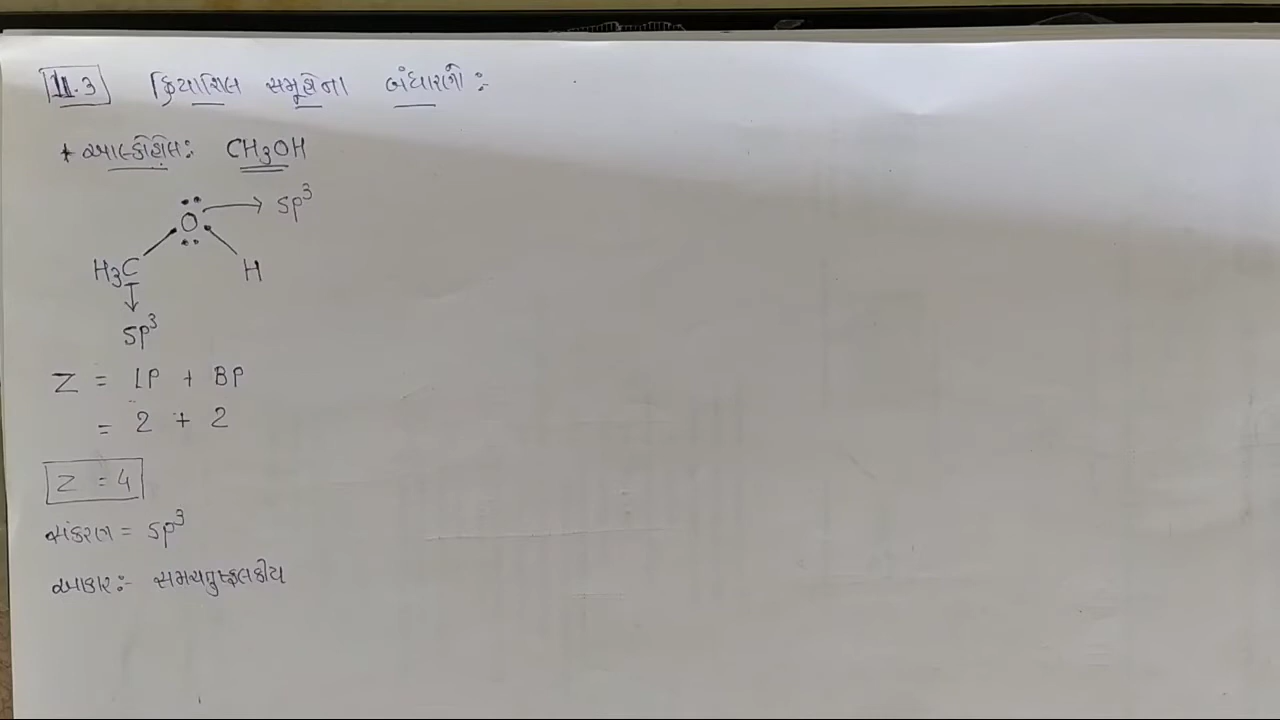 11.3 ક્રિયાશિલ સમૂહોના બંધારણો :-
* આલ્કોહોલ: CH₃OH
O → sp³
H₃C H
↓
sp³
Z = LP + BP
= 2 + 2
Z = 4
સંકરણ = sp³
આકાર:- સમચતુષ્ફલકીય